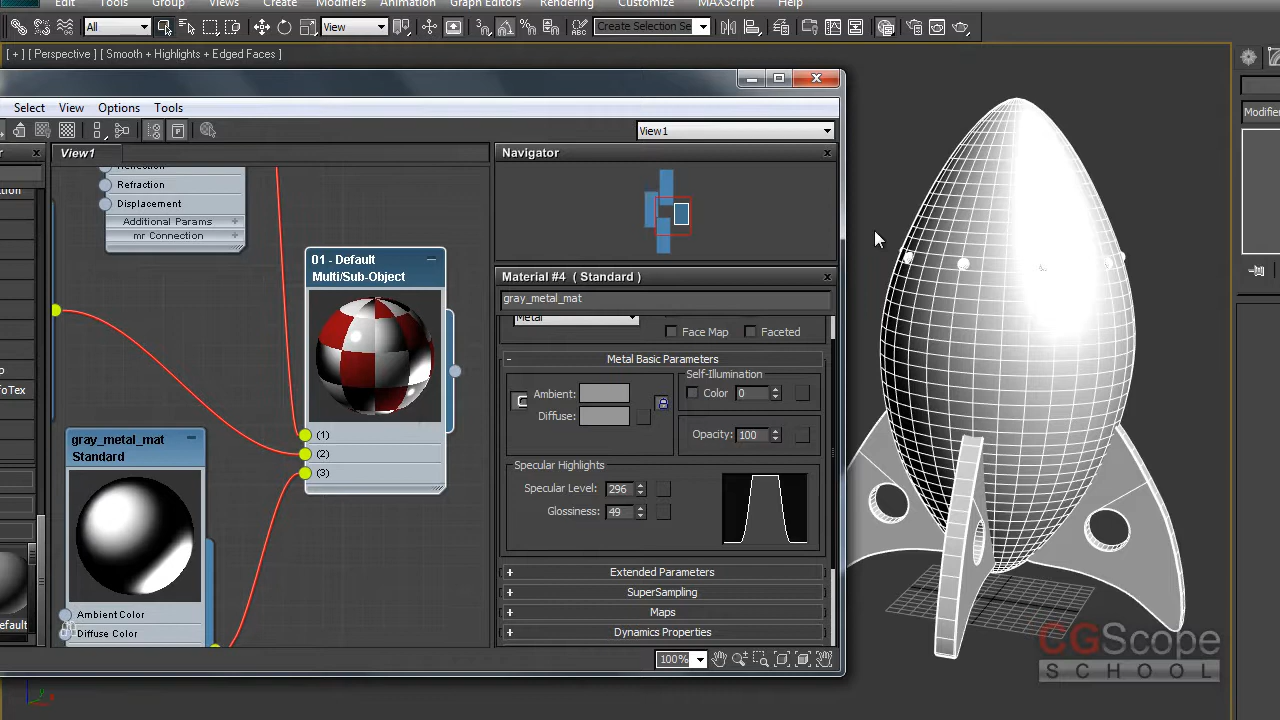 Edit Tools Group Views Create Modifiers Animation Graph Editors Rendering Customize MAXScript Help
All View Create Selection Se
[ + ] [ Perspective ] [ Smooth + Highlights + Edged Faces ]
Select View Options Tools
View1
View1
Navigator
Refraction
Displacement
Additional Params +
mr Connection +
01 - Default
Multi/Sub-Object
(1)
(2)
(3)
gray_metal_mat
Standard
Ambient Color
Diffuse Color
Material #4 ( Standard )
gray_metal_mat
Metal
Face Map Faceted
- Metal Basic Parameters
Ambient:
Diffuse:
Self-Illumination
Color 0
Opacity: 100
Specular Highlights
Specular Level: 296
Glossiness: 49
+ Extended Parameters
+ SuperSampling
+ Maps
+ Dynamics Properties
100%
Modifier
CGScope
SCHOOL